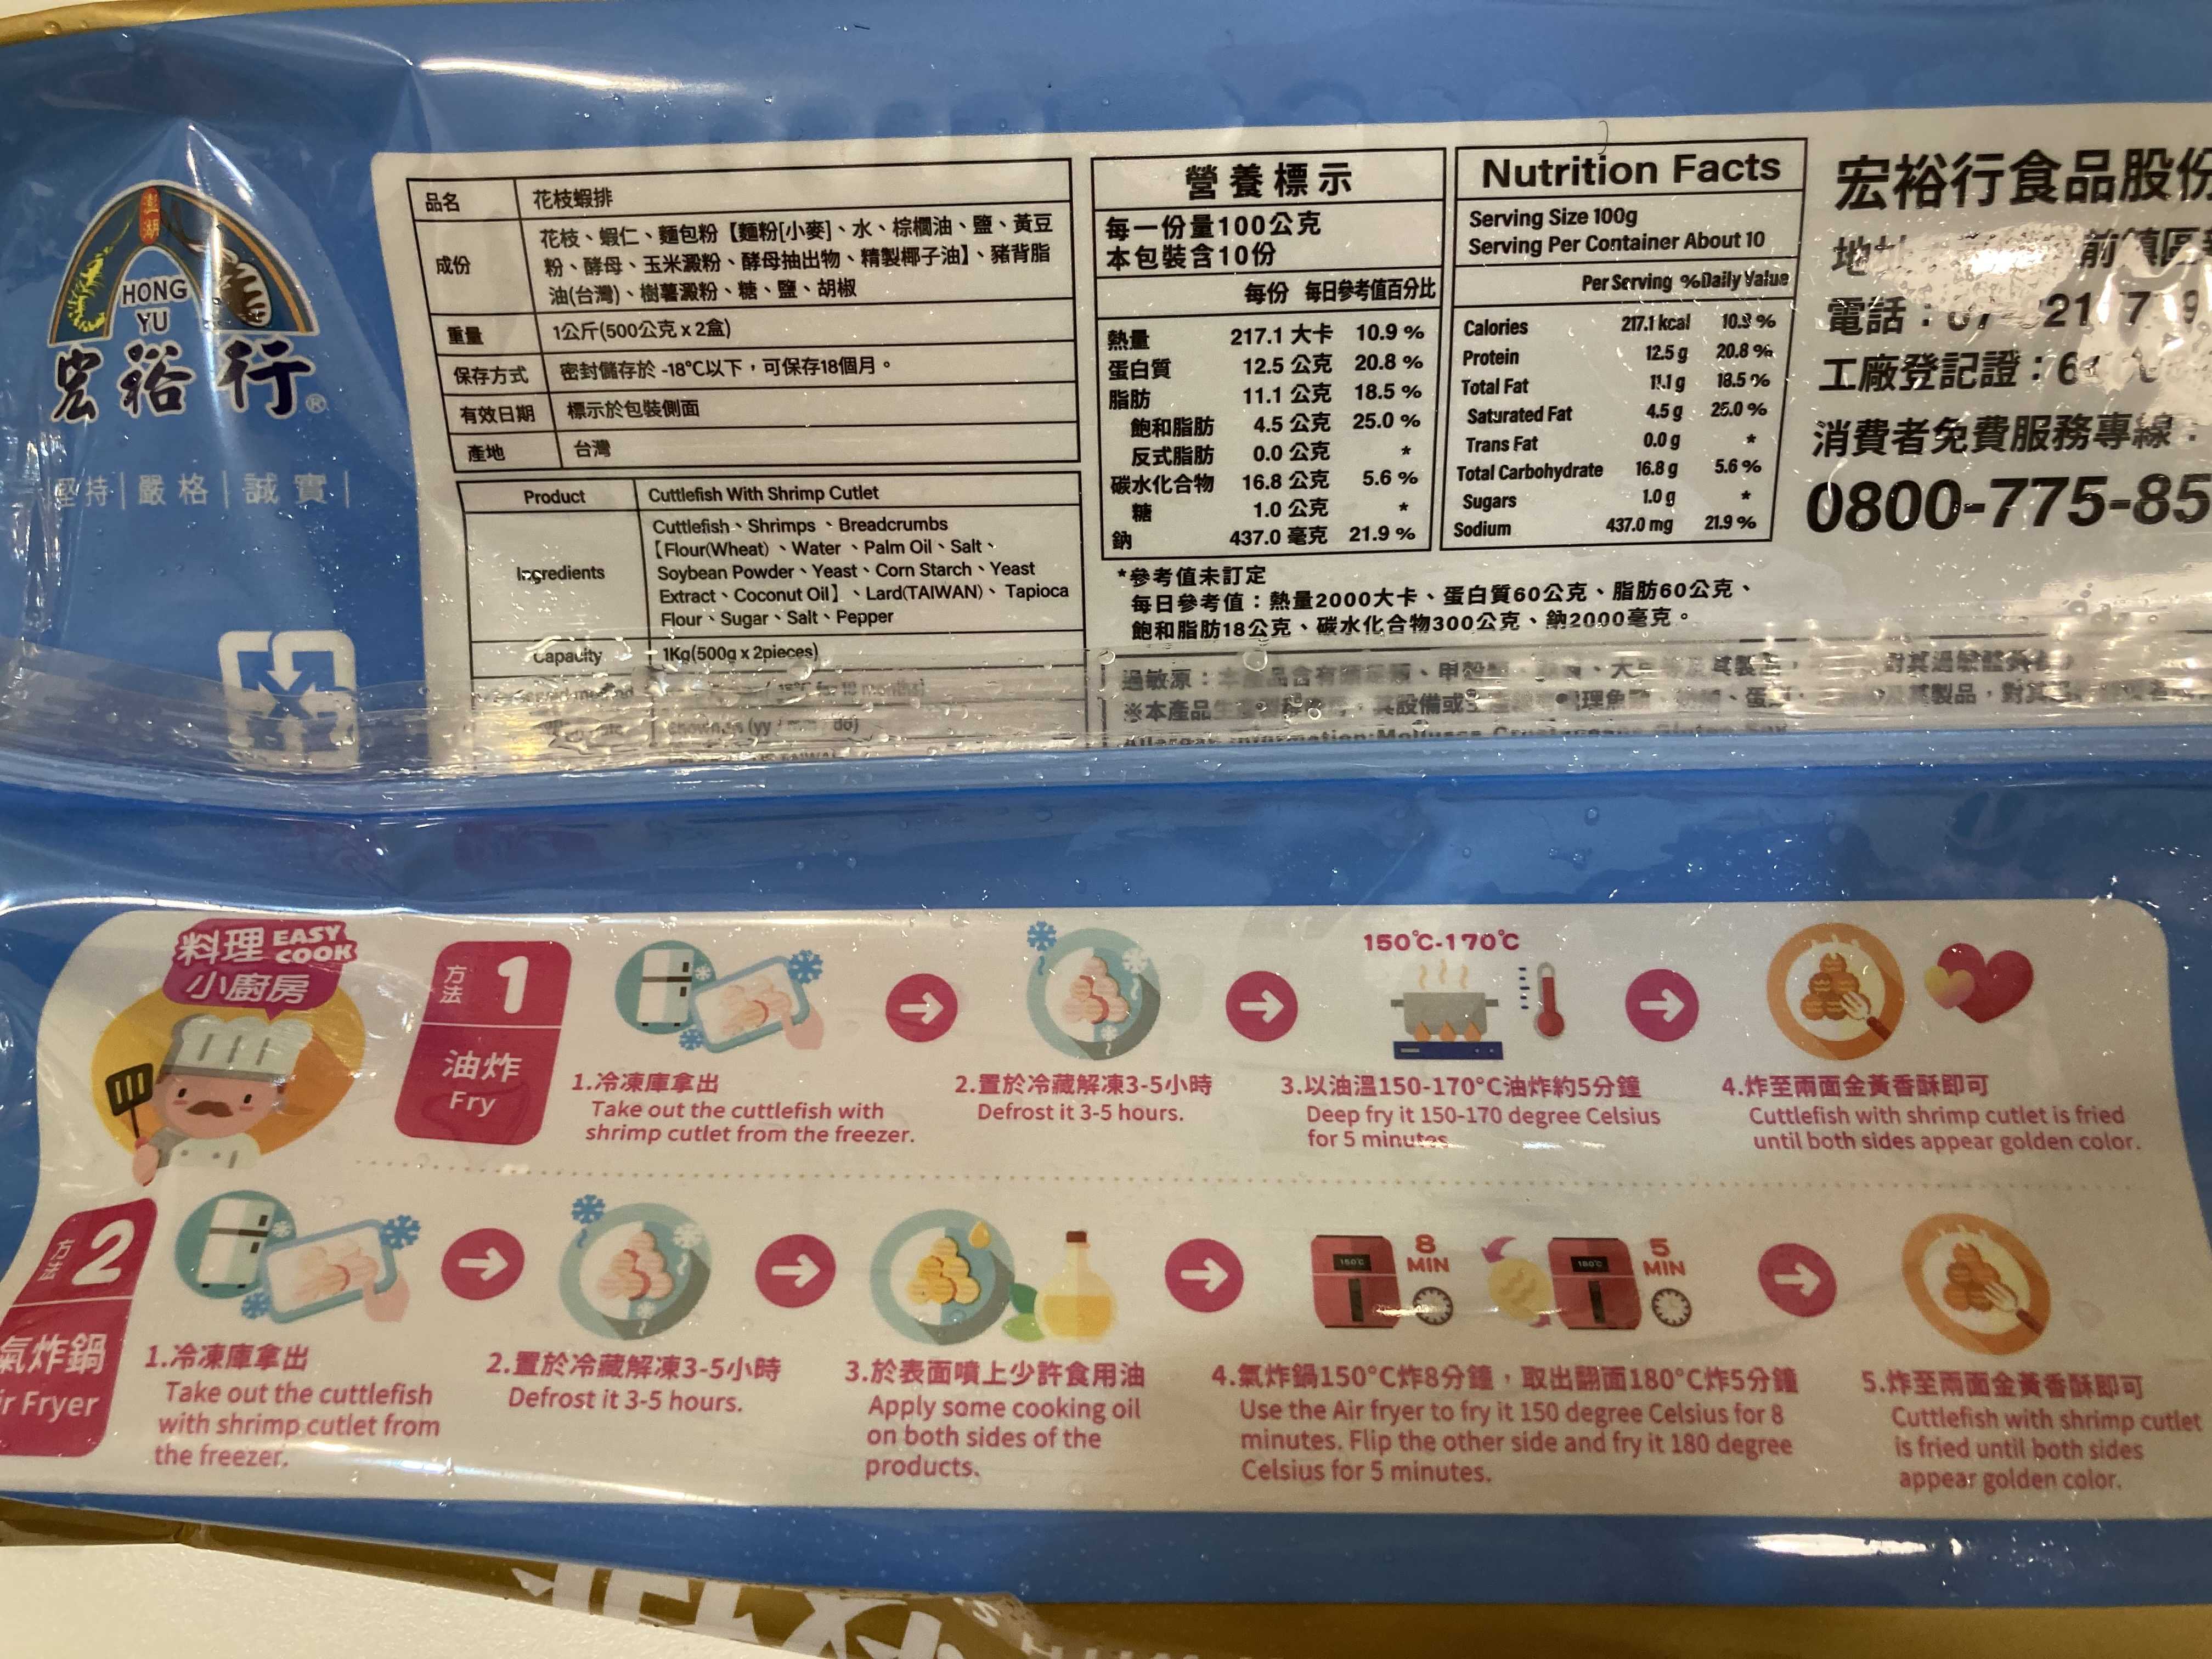 澎湖
HONG
YU
宏裕行®
堅持｜嚴格｜誠實｜
品名 花枝蝦排
成份 花枝、蝦仁、麵包粉【麵粉[小麥]、水、棕櫚油、鹽、黃豆
粉、酵母、玉米澱粉、酵母抽出物、精製椰子油】、豬背脂
油(台灣)、樹薯澱粉、糖、鹽、胡椒
重量 1公斤(500公克 x 2盒)
保存方式 密封儲存於 -18°C以下，可保存18個月。
有效日期 標示於包裝側面
產地 台灣
Product Cuttlefish With Shrimp Cutlet
Ingredients Cuttlefish、Shrimps、Breadcrumbs
【Flour(Wheat)、Water、Palm Oil、Salt、
Soybean Powder、Yeast、Corn Starch、Yeast
Extract、Coconut Oil】、Lard(TAIWAN)、Tapioca
Flour、Sugar、Salt、Pepper
Capacity 1Kg(500g x 2pieces)
營養標示
每一份量100公克
本包裝含10份
每份 每日參考值百分比
熱量 217.1 大卡 10.9 %
蛋白質 12.5 公克 20.8 %
脂肪 11.1 公克 18.5 %
飽和脂肪 4.5 公克 25.0 %
反式脂肪 0.0 公克 *
碳水化合物 16.8 公克 5.6 %
糖 1.0 公克 *
鈉 437.0 毫克 21.9 %
Nutrition Facts
Serving Size 100g
Serving Per Container About 10
Per Serving %Daily Value
Calories 217.1 kcal 10.9 %
Protein 12.5 g 20.8 %
Total Fat 11.1 g 18.5 %
Saturated Fat 4.5 g 25.0 %
Trans Fat 0.0 g *
Total Carbohydrate 16.8 g 5.6 %
Sugars 1.0 g *
Sodium 437.0 mg 21.9 %
*參考值未訂定
每日參考值：熱量2000大卡、蛋白質60公克、脂肪60公克、
飽和脂肪18公克、碳水化合物300公克、鈉2000毫克。
過敏原：本產品含有
※本產品
宏裕行食品股份
前鎮區
電話：
工廠登記證：
消費者免費服務專線：
0800-775-85
料理 EASY
COOK
小廚房
方法 1
油炸
Fry
1.冷凍庫拿出
Take out the cuttlefish with
shrimp cutlet from the freezer.
2.置於冷藏解凍3-5小時
Defrost it 3-5 hours.
150℃-170℃
3.以油溫150-170°C油炸約5分鐘
Deep fry it 150-170 degree Celsius
for 5 minutes
4.炸至兩面金黃香酥即可
Cuttlefish with shrimp cutlet is fried
until both sides appear golden color.
方法 2
氣炸鍋
ir Fryer
1.冷凍庫拿出
Take out the cuttlefish
with shrimp cutlet from
the freezer.
2.置於冷藏解凍3-5小時
Defrost it 3-5 hours.
3.於表面噴上少許食用油
Apply some cooking oil
on both sides of the
products.
150℃
8
MIN
180℃
5
MIN
4.氣炸鍋150°C炸8分鐘，取出翻面180°C炸5分鐘
Use the Air fryer to fry it 150 degree Celsius for 8
minutes. Flip the other side and fry it 180 degree
Celsius for 5 minutes.
5.炸至兩面金黃香酥即可
Cuttlefish with shrimp cutlet
is fried until both sides
appear golden color.